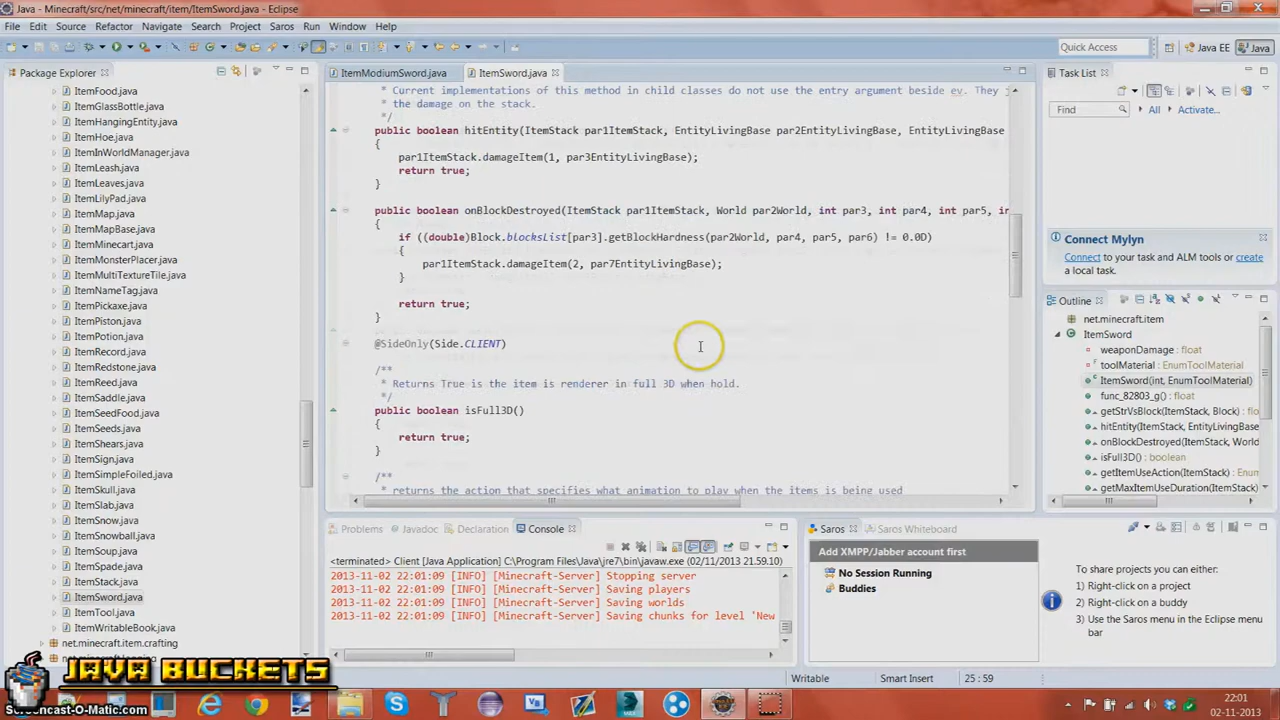 Java - Minecraft/src/net/minecraft/item/ItemSword.java - Eclipse
File Edit Source Refactor Navigate Search Project Saros Run Window Help
Quick Access
Java EE
Java
Package Explorer
ItemFood.java
ItemGlassBottle.java
ItemHangingEntity.java
ItemHoe.java
ItemInWorldManager.java
ItemLeash.java
ItemLeaves.java
ItemLilyPad.java
ItemMap.java
ItemMapBase.java
ItemMinecart.java
ItemMonsterPlacer.java
ItemMultiTextureTile.java
ItemNameTag.java
ItemPickaxe.java
ItemPiston.java
ItemPotion.java
ItemRecord.java
ItemRedstone.java
ItemReed.java
ItemSaddle.java
ItemSeedFood.java
ItemSeeds.java
ItemShears.java
ItemSign.java
ItemSimpleFoiled.java
ItemSkull.java
ItemSlab.java
ItemSnow.java
ItemSnowball.java
ItemSoup.java
ItemSpade.java
ItemStack.java
ItemSword.java
ItemTool.java
ItemWritableBook.java
net.minecraft.item.crafting
ItemModiumSword.java
ItemSword.java
* Current implementations of this method in child classes do not use the entry argument beside ev. They
* the damage on the stack.
*/
public boolean hitEntity(ItemStack par1ItemStack, EntityLivingBase par2EntityLivingBase, EntityLivingBase
{
par1ItemStack.damageItem(1, par3EntityLivingBase);
return true;
}
public boolean onBlockDestroyed(ItemStack par1ItemStack, World par2World, int par3, int par4, int par5,
{
if ((double)Block.blocksList[par3].getBlockHardness(par2World, par4, par5, par6) != 0.0D)
{
par1ItemStack.damageItem(2, par7EntityLivingBase);
}
return true;
}
@SideOnly(Side.CLIENT)
/**
* Returns True is the item is renderer in full 3D when hold.
*/
public boolean isFull3D()
{
return true;
}
/**
* returns the action that specifies what animation to play when the items is being used
Task List
Find
All
Activate...
Connect Mylyn
Connect to your task and ALM tools or create
a local task.
Outline
net.minecraft.item
ItemSword
weaponDamage : float
toolMaterial : EnumToolMaterial
ItemSword(int, EnumToolMaterial)
func_82803_g() : float
getStrVsBlock(ItemStack, Block) : float
hitEntity(ItemStack, EntityLivingBase
onBlockDestroyed(ItemStack, World
isFull3D() : boolean
getItemUseAction(ItemStack) : Enum
getMaxItemUseDuration(ItemStack)
Problems Javadoc Declaration Console
<terminated> Client [Java Application] C:\Program Files\Java\jre7\bin\javaw.exe (02/11/2013 21.59.10)
2013-11-02 22:01:09 [INFO] [Minecraft-Server] Stopping server
2013-11-02 22:01:09 [INFO] [Minecraft-Server] Saving players
2013-11-02 22:01:09 [INFO] [Minecraft-Server] Saving worlds
2013-11-02 22:01:09 [INFO] [Minecraft-Server] Saving chunks for level 'New
Saros
Saros Whiteboard
Add XMPP/Jabber account first
No Session Running
Buddies
To share projects you can either:
1) Right-click on a project
2) Right-click on a buddy
3) Use the Saros menu in the Eclipse menu
bar
Writable
Smart Insert
25 : 59
JAVA BUCKETS
Screencast-O-Matic.com
22:01
02-11-2013